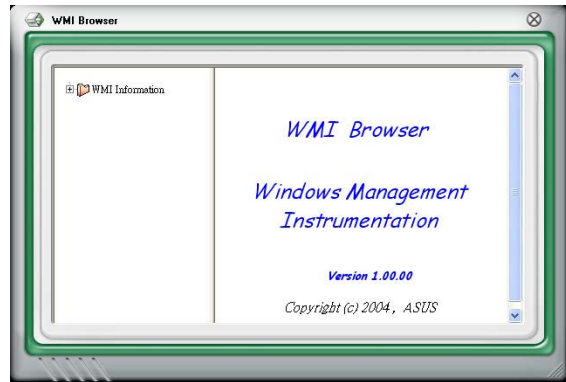 WMI Browser
WMI Information
WMI Browser
Windows Management
Instrumentation
Version 1.00.00
Copyright (c) 2004, ASUS